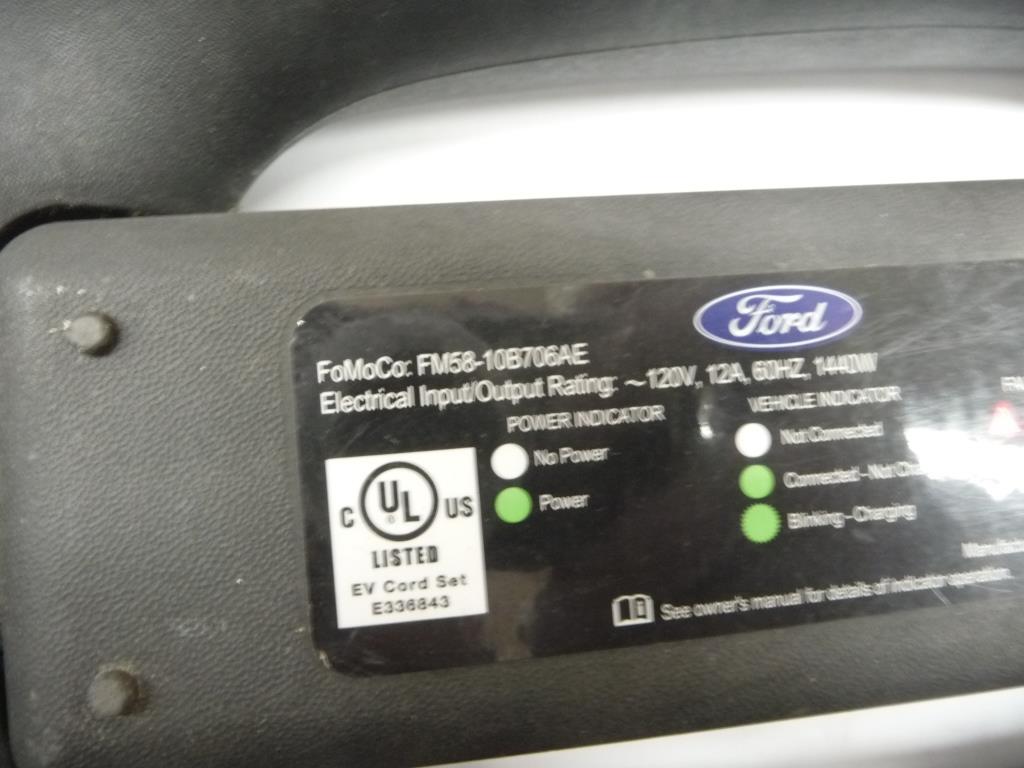 Ford
FoMoCo: FM58-10B706AE
Electrical Input/Output Rating: ~120V, 12A, 60HZ, 1440W
POWER INDICATOR
No Power
Power
VEHICLE INDICATOR
Not Connected
Connected - Not
Blinking - Charging
C UL US
LISTED
EV Cord Set
E336843
See owner's manual for details of indicator operation.